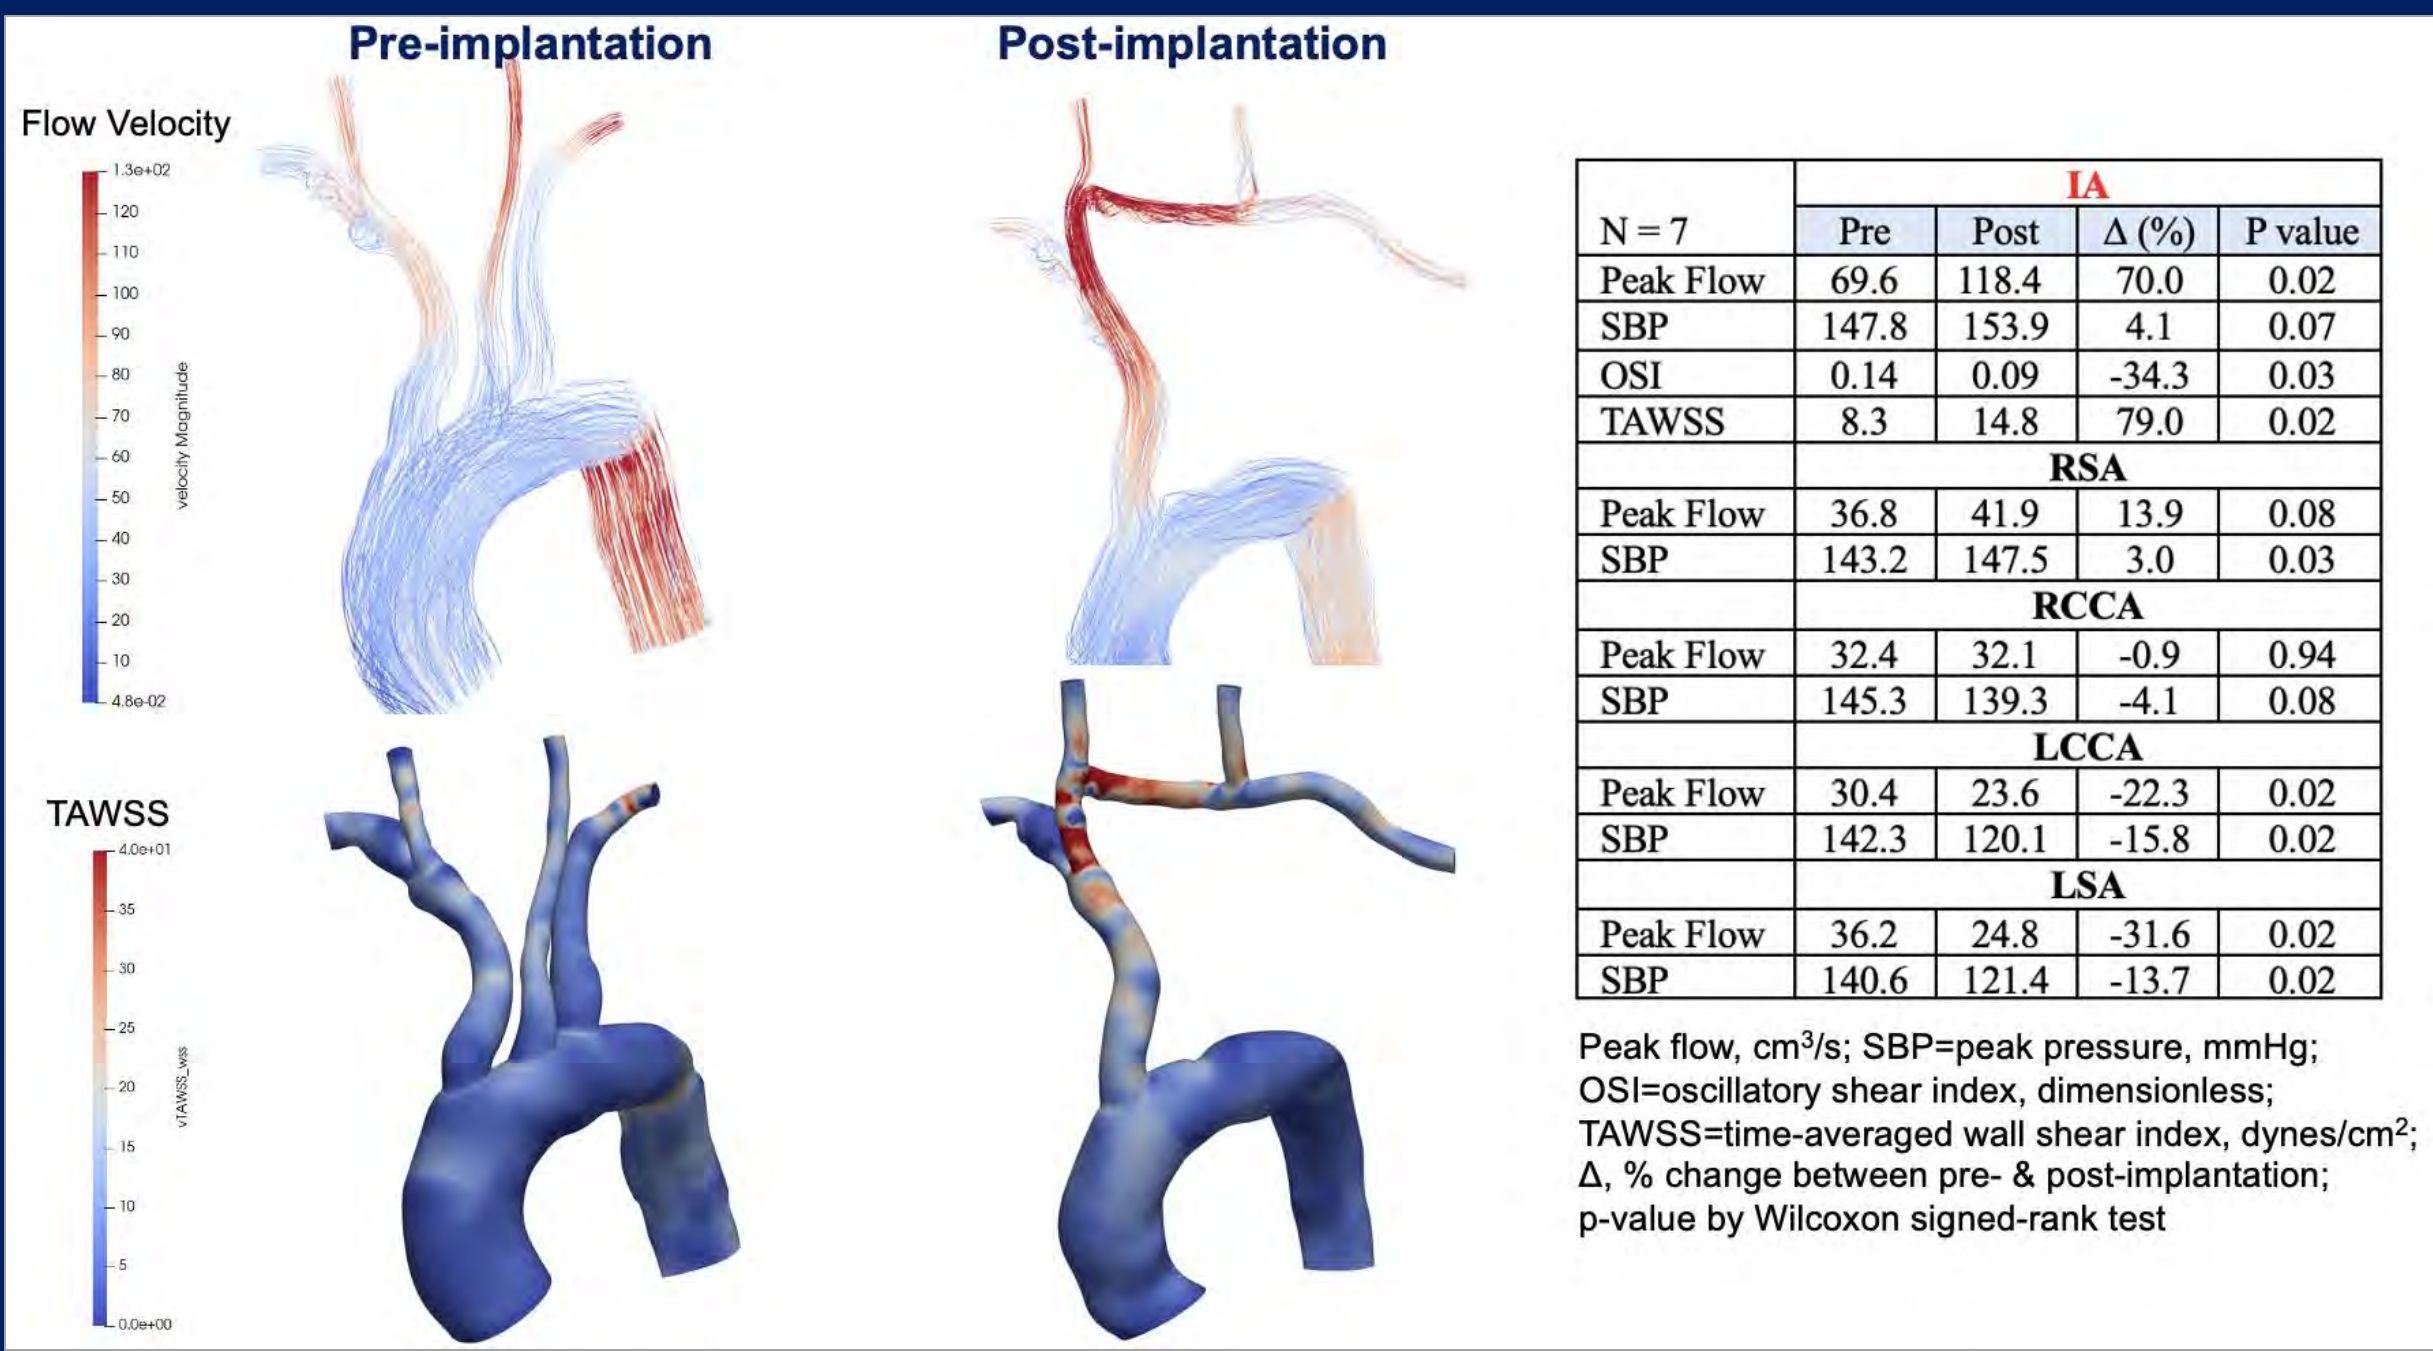 Pre-implantation
Post-implantation
Flow Velocity
1.3e+02
120
110
100
90
80
70
60
50
40
30
20
10
4.8e-02
velocity Magnitude
TAWSS
4.0e+01
35
30
25
20
15
10
5
0.0e+00
vTAWSS_wss
IA
N = 7 Pre Post Δ (%) P value
Peak Flow 69.6 118.4 70.0 0.02
SBP 147.8 153.9 4.1 0.07
OSI 0.14 0.09 -34.3 0.03
TAWSS 8.3 14.8 79.0 0.02
RSA
Peak Flow 36.8 41.9 13.9 0.08
SBP 143.2 147.5 3.0 0.03
RCCA
Peak Flow 32.4 32.1 -0.9 0.94
SBP 145.3 139.3 -4.1 0.08
LCCA
Peak Flow 30.4 23.6 -22.3 0.02
SBP 142.3 120.1 -15.8 0.02
LSA
Peak Flow 36.2 24.8 -31.6 0.02
SBP 140.6 121.4 -13.7 0.02
Peak flow, cm³/s; SBP=peak pressure, mmHg;
OSI=oscillatory shear index, dimensionless;
TAWSS=time-averaged wall shear index, dynes/cm²;
Δ, % change between pre- & post-implantation;
p-value by Wilcoxon signed-rank test